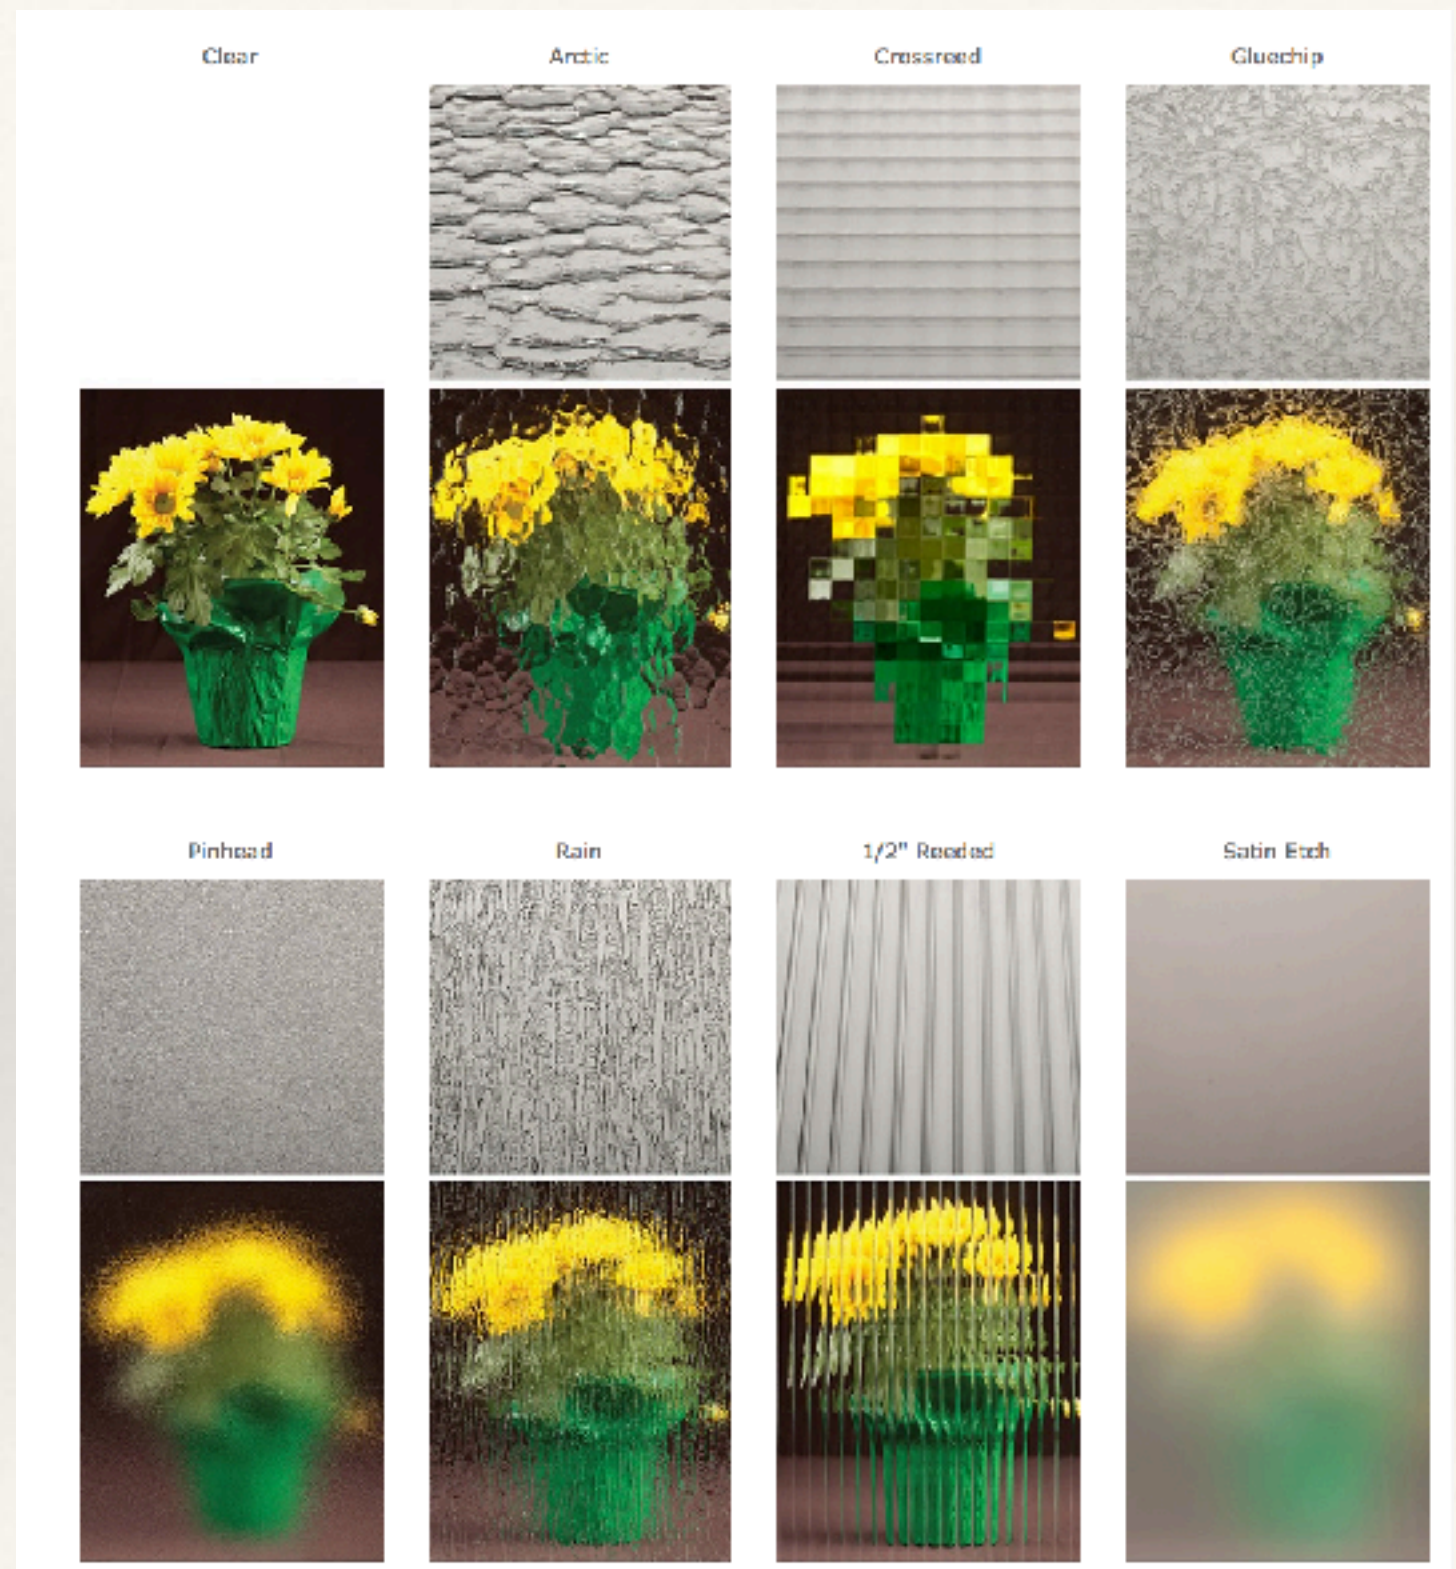 Clear
Arctic
Crossreed
Gluechip
Pinhead
Rain
1/2" Reeded
Satin Etch